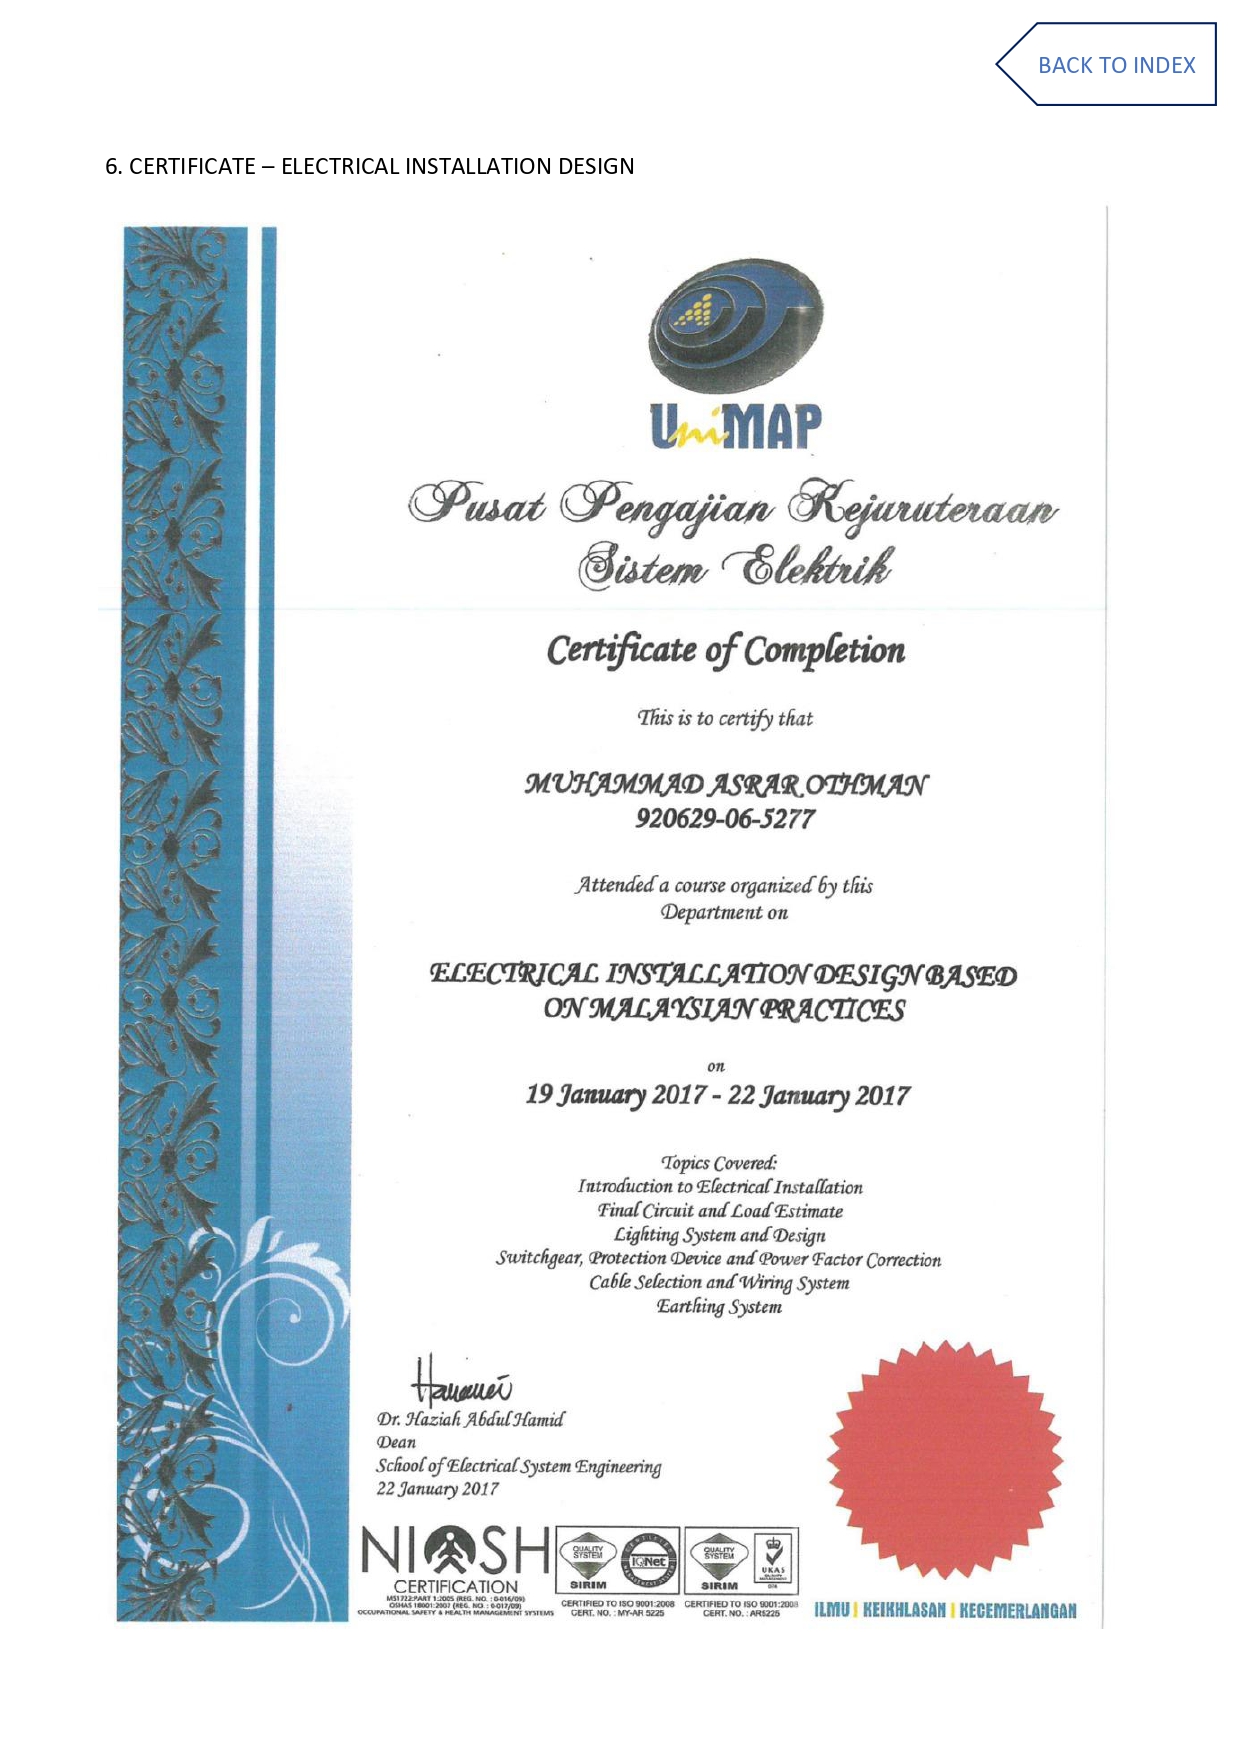 BACK TO INDEX
6. CERTIFICATE – ELECTRICAL INSTALLATION DESIGN
UniMAP
Pusat Pengajian Kejuruteraan
Sistem Elektrik
Certificate of Completion
This is to certify that
MUHAMMAD ASRAR OTHMAN
920629-06-5277
Attended a course organized by this
Department on
ELECTRICAL INSTALLATION DESIGN BASED
ON MALAYSIAN PRACTICES
on
19 January 2017 - 22 January 2017
Topics Covered:
Introduction to Electrical Installation
Final Circuit and Load Estimate
Lighting System and Design
Switchgear, Protection Device and Power Factor Correction
Cable Selection and Wiring System
Earthing System
Dr. Haziah Abdul Hamid
Dean
School of Electrical System Engineering
22 January 2017
NIOSH
CERTIFICATION
MS1722:PART 1:2005 (REG. NO. : 0-016/09)
OSHAS 18001:2007 (REG. NO. : 0-017/09)
OCCUPATIONAL SAFETY & HEALTH MANAGEMENT SYSTEMS
QUALITY
SYSTEM
SIRIM
IQNet
CERTIFIED TO ISO 9001:2008
CERT. NO. : MY-AR 5225
QUALITY
SYSTEM
SIRIM
UKAS
QUALITY
MANAGEMENT
CERTIFIED TO ISO 9001:2008
CERT. NO. : AR5225
ILMU | KEIKHLASAN | KECEMERLANGAN